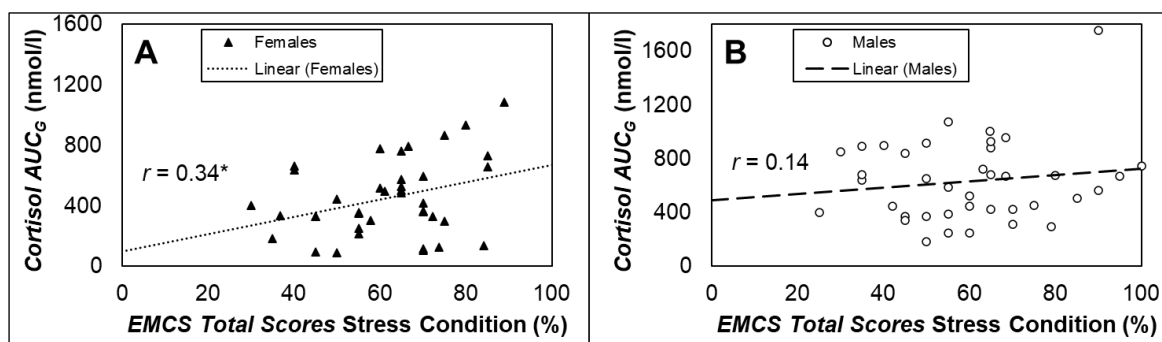 Cortisol AUCG (nmol/l)
1600
1200
800
400
0
A
Females
Linear (Females)
r = 0.34*
0 20 40 60 80 100
EMCS Total Scores Stress Condition (%)
Cortisol AUCG (nmol/l)
1600
1200
800
400
0
B
Males
Linear (Males)
r = 0.14
0 20 40 60 80 100
EMCS Total Scores Stress Condition (%)